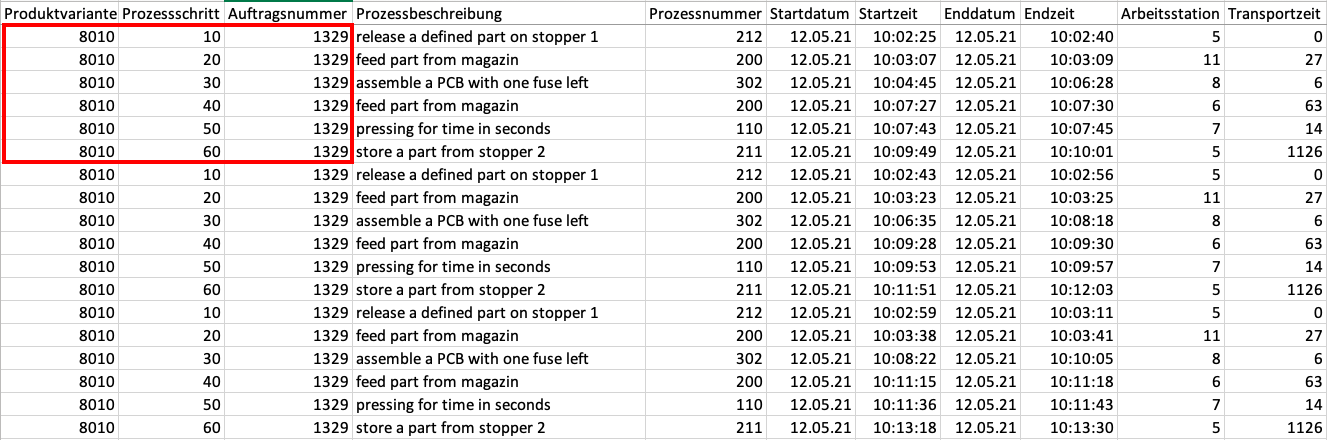 Produktvariante Prozessschritt Auftragsnummer Prozessbeschreibung Prozessnummer Startdatum Startzeit Enddatum Endzeit Arbeitsstation Transportzeit
8010 10 1329 release a defined part on stopper 1 212 12.05.21 10:02:25 12.05.21 10:02:40 5 0
8010 20 1329 feed part from magazin 200 12.05.21 10:03:07 12.05.21 10:03:09 11 27
8010 30 1329 assemble a PCB with one fuse left 302 12.05.21 10:04:45 12.05.21 10:06:28 8 6
8010 40 1329 feed part from magazin 200 12.05.21 10:07:27 12.05.21 10:07:30 6 63
8010 50 1329 pressing for time in seconds 110 12.05.21 10:07:43 12.05.21 10:07:45 7 14
8010 60 1329 store a part from stopper 2 211 12.05.21 10:09:49 12.05.21 10:10:01 5 1126
8010 10 1329 release a defined part on stopper 1 212 12.05.21 10:02:43 12.05.21 10:02:56 5 0
8010 20 1329 feed part from magazin 200 12.05.21 10:03:23 12.05.21 10:03:25 11 27
8010 30 1329 assemble a PCB with one fuse left 302 12.05.21 10:06:35 12.05.21 10:08:18 8 6
8010 40 1329 feed part from magazin 200 12.05.21 10:09:28 12.05.21 10:09:30 6 63
8010 50 1329 pressing for time in seconds 110 12.05.21 10:09:53 12.05.21 10:09:57 7 14
8010 60 1329 store a part from stopper 2 211 12.05.21 10:11:51 12.05.21 10:12:03 5 1126
8010 10 1329 release a defined part on stopper 1 212 12.05.21 10:02:59 12.05.21 10:03:11 5 0
8010 20 1329 feed part from magazin 200 12.05.21 10:03:38 12.05.21 10:03:41 11 27
8010 30 1329 assemble a PCB with one fuse left 302 12.05.21 10:08:22 12.05.21 10:10:05 8 6
8010 40 1329 feed part from magazin 200 12.05.21 10:11:15 12.05.21 10:11:18 6 63
8010 50 1329 pressing for time in seconds 110 12.05.21 10:11:36 12.05.21 10:11:43 7 14
8010 60 1329 store a part from stopper 2 211 12.05.21 10:13:18 12.05.21 10:13:30 5 1126